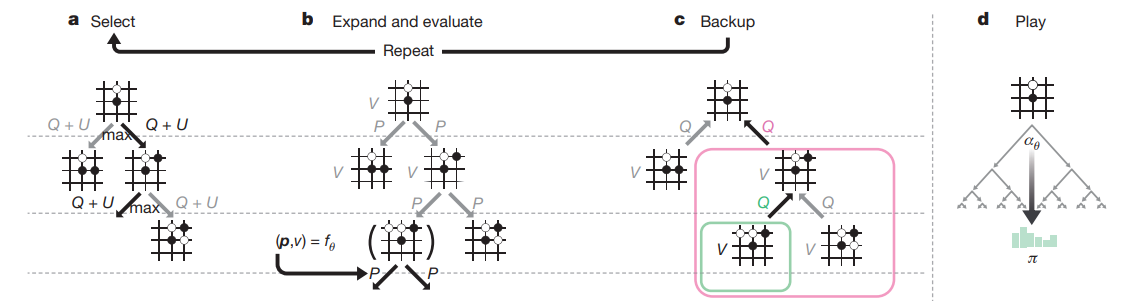 a Select
b Expand and evaluate
c Backup
d Play
Repeat
Q + U
Q + U
max
Q + U
max
Q + U
V
P
P
V
V
P
P
(p,v) = fθ
P
P
Q
Q
V
V
Q
Q
V
V
αθ
π